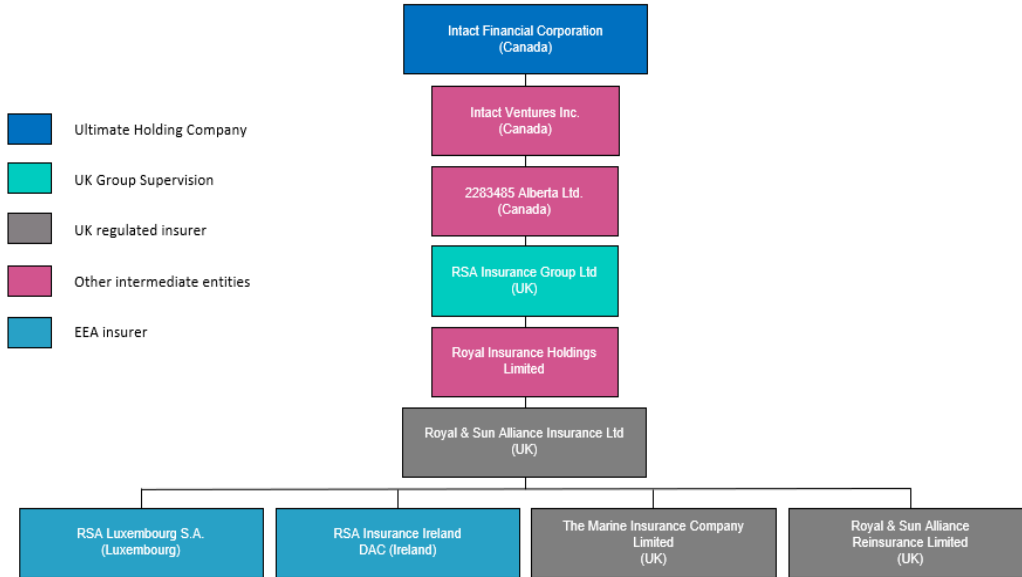 Intact Financial Corporation
(Canada)
Intact Ventures Inc.
(Canada)
Ultimate Holding Company
UK Group Supervision
2283485 Alberta Ltd.
(Canada)
UK regulated insurer
RSA Insurance Group Ltd
(UK)
Other intermediate entities
EEA insurer
Royal Insurance Holdings
Limited
Royal & Sun Alliance Insurance Ltd
(UK)
RSA Luxembourg S.A.
(Luxembourg)
RSA Insurance Ireland
DAC (Ireland)
The Marine Insurance Company
Limited
(UK)
Royal & Sun Alliance
Reinsurance Limited
(UK)